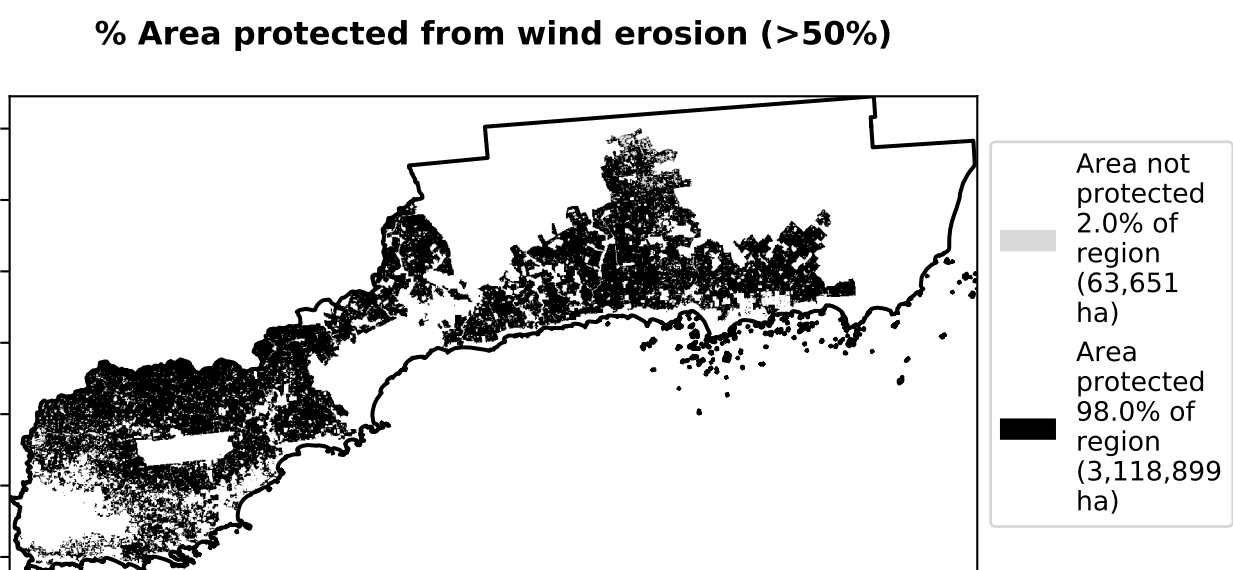 % Area protected from wind erosion (>50%)
Area not
protected
2.0% of
region
(63,651
ha)
Area
protected
98.0% of
region
(3,118,899
ha)